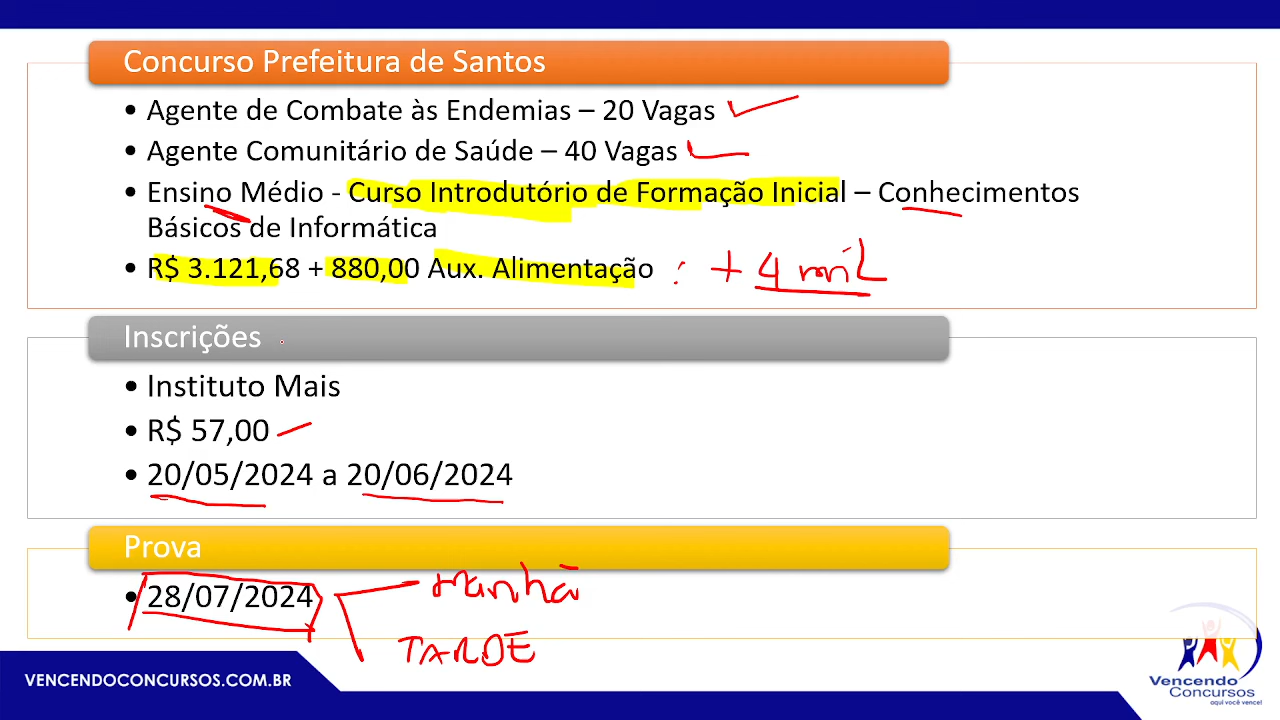 Concurso Prefeitura de Santos
• Agente de Combate às Endemias – 20 Vagas
• Agente Comunitário de Saúde – 40 Vagas
• Ensino Médio - Curso Introdutório de Formação Inicial – Conhecimentos
Básicos de Informática
• R$ 3.121,68 + 880,00 Aux. Alimentação : + 4 mil
Inscrições
• Instituto Mais
• R$ 57,00
• 20/05/2024 a 20/06/2024
Prova
• 28/07/2024 Manhã
TARDE
VENCENDOCONCURSOS.COM.BR
Vencendo
Concursos
aqui você vence!